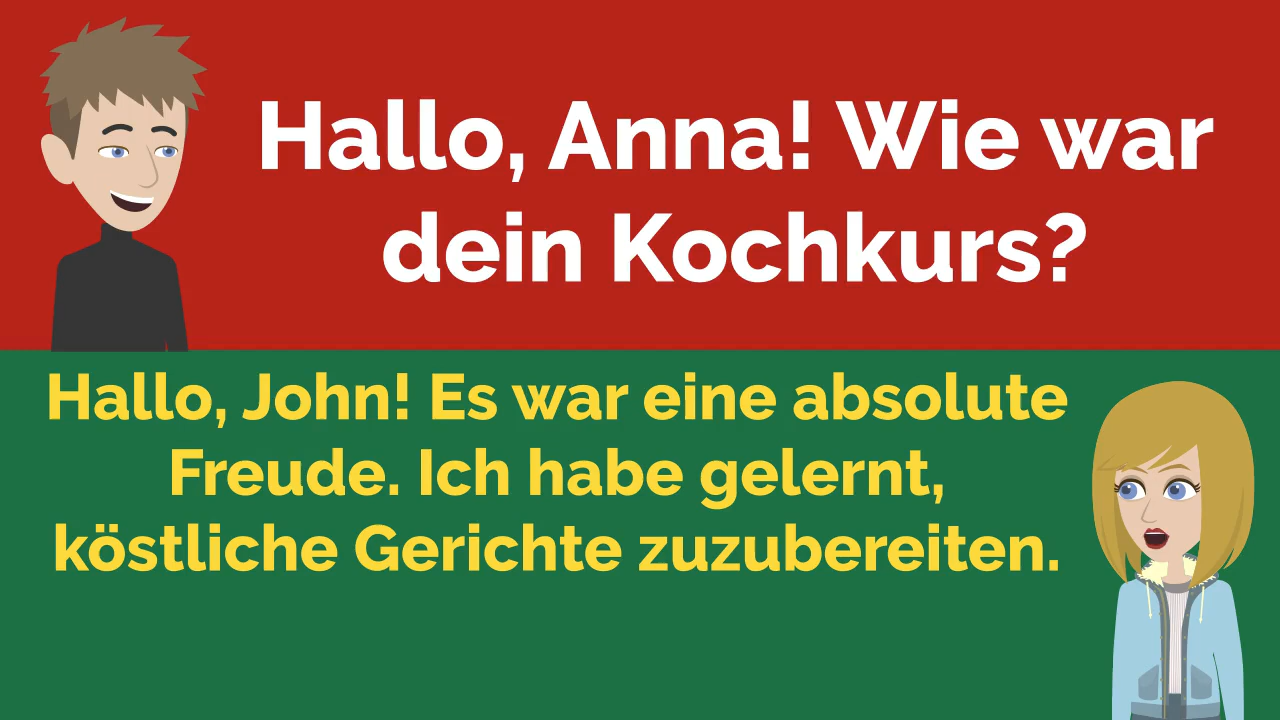 Hallo, Anna! Wie war
dein Kochkurs?
Hallo, John! Es war eine absolute
Freude. Ich habe gelernt,
köstliche Gerichte zuzubereiten.